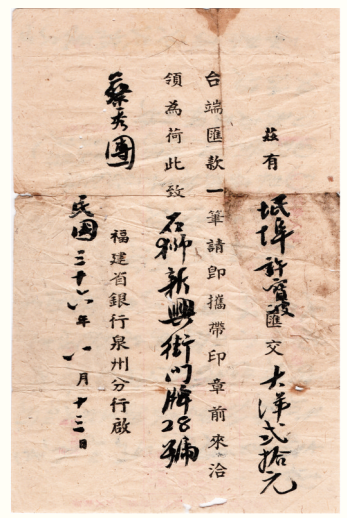 茲有岷埠許寶殿匯交大洋弍拾元
台端匯款一筆請即攜帶印章前來洽
領為荷此致石獅新興街門牌28號
蔡秀團
福建省銀行泉州分行啟
民國三十六年八月十三日